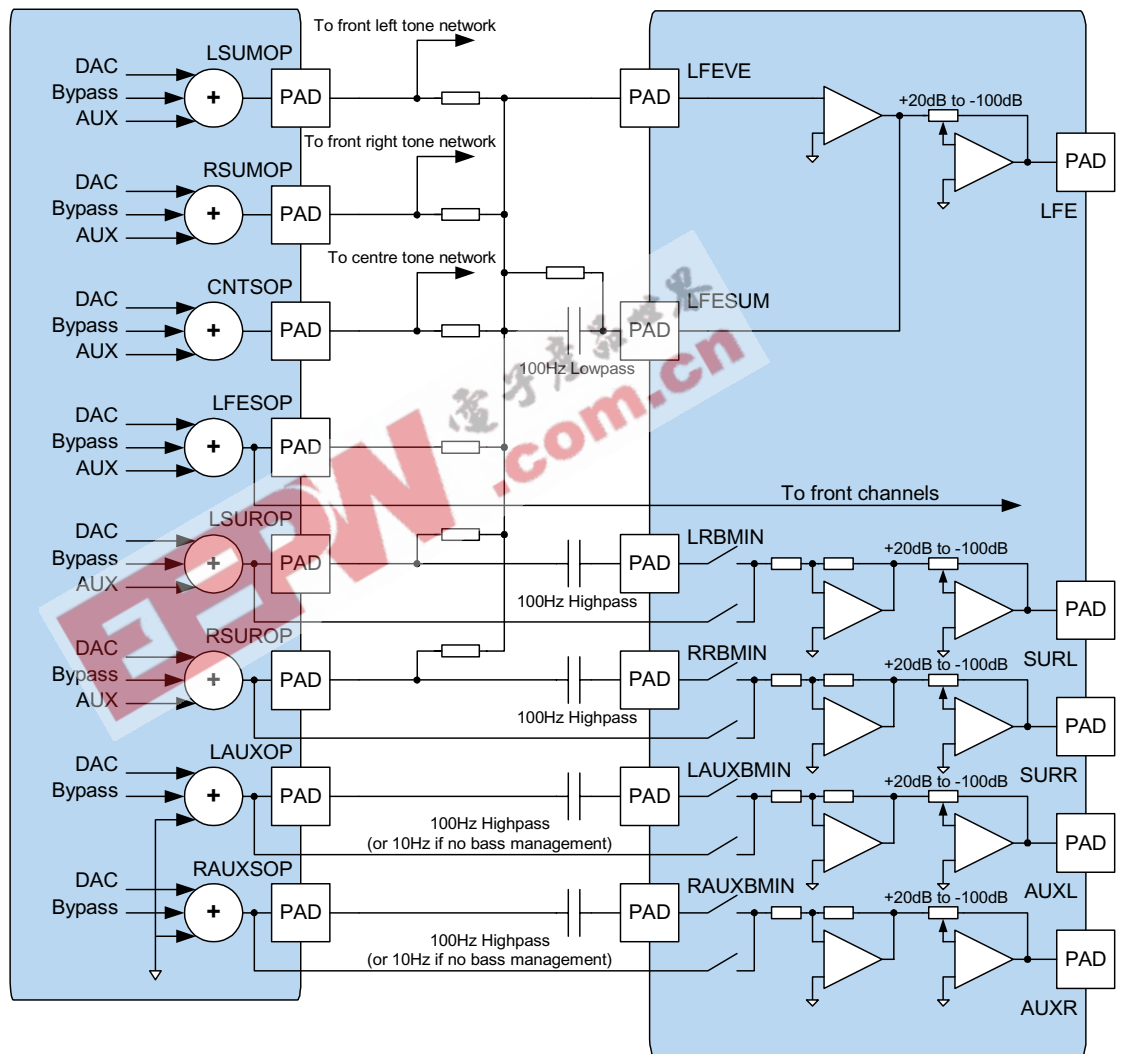 To front left tone network
LSUMOP
DAC
Bypass
AUX
+
PAD
PAD
LFEVE
+20dB to -100dB
PAD
LFE
To front right tone network
RSUMOP
DAC
Bypass
AUX
+
PAD
To centre tone network
CNTSOP
DAC
Bypass
AUX
+
PAD
100Hz Lowpass
PAD
LFESUM
電子產品世界
EEPW
.com.cn
LFESOP
DAC
Bypass
AUX
+
PAD
To front channels
LSUROP
DAC
Bypass
AUX
+
PAD
100Hz Highpass
PAD
LRBMIN
+20dB to -100dB
PAD
SURL
RSUROP
DAC
Bypass
AUX
+
PAD
100Hz Highpass
PAD
RRBMIN
+20dB to -100dB
PAD
SURR
LAUXOP
DAC
Bypass
+
PAD
100Hz Highpass
(or 10Hz if no bass management)
PAD
LAUXBMIN
+20dB to -100dB
PAD
AUXL
RAUXSOP
DAC
Bypass
+
PAD
100Hz Highpass
(or 10Hz if no bass management)
PAD
RAUXBMIN
+20dB to -100dB
PAD
AUXR